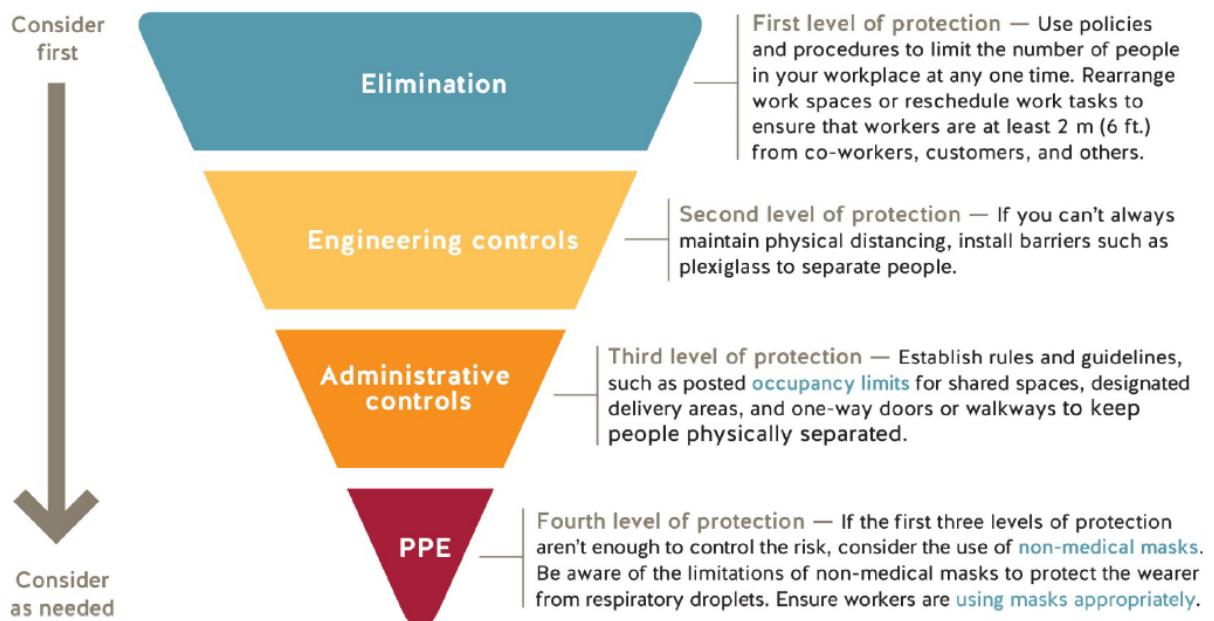 Consider
first
Elimination
First level of protection — Use policies
and procedures to limit the number of people
in your workplace at any one time. Rearrange
work spaces or reschedule work tasks to
ensure that workers are at least 2 m (6 ft.)
from co-workers, customers, and others.
Engineering controls
Second level of protection — If you can't always
maintain physical distancing, install barriers such as
plexiglass to separate people.
Administrative
controls
Third level of protection — Establish rules and guidelines,
such as posted occupancy limits for shared spaces, designated
delivery areas, and one-way doors or walkways to keep
people physically separated.
PPE
Fourth level of protection — If the first three levels of protection
aren't enough to control the risk, consider the use of non-medical masks.
Be aware of the limitations of non-medical masks to protect the wearer
from respiratory droplets. Ensure workers are using masks appropriately.
Consider
as needed